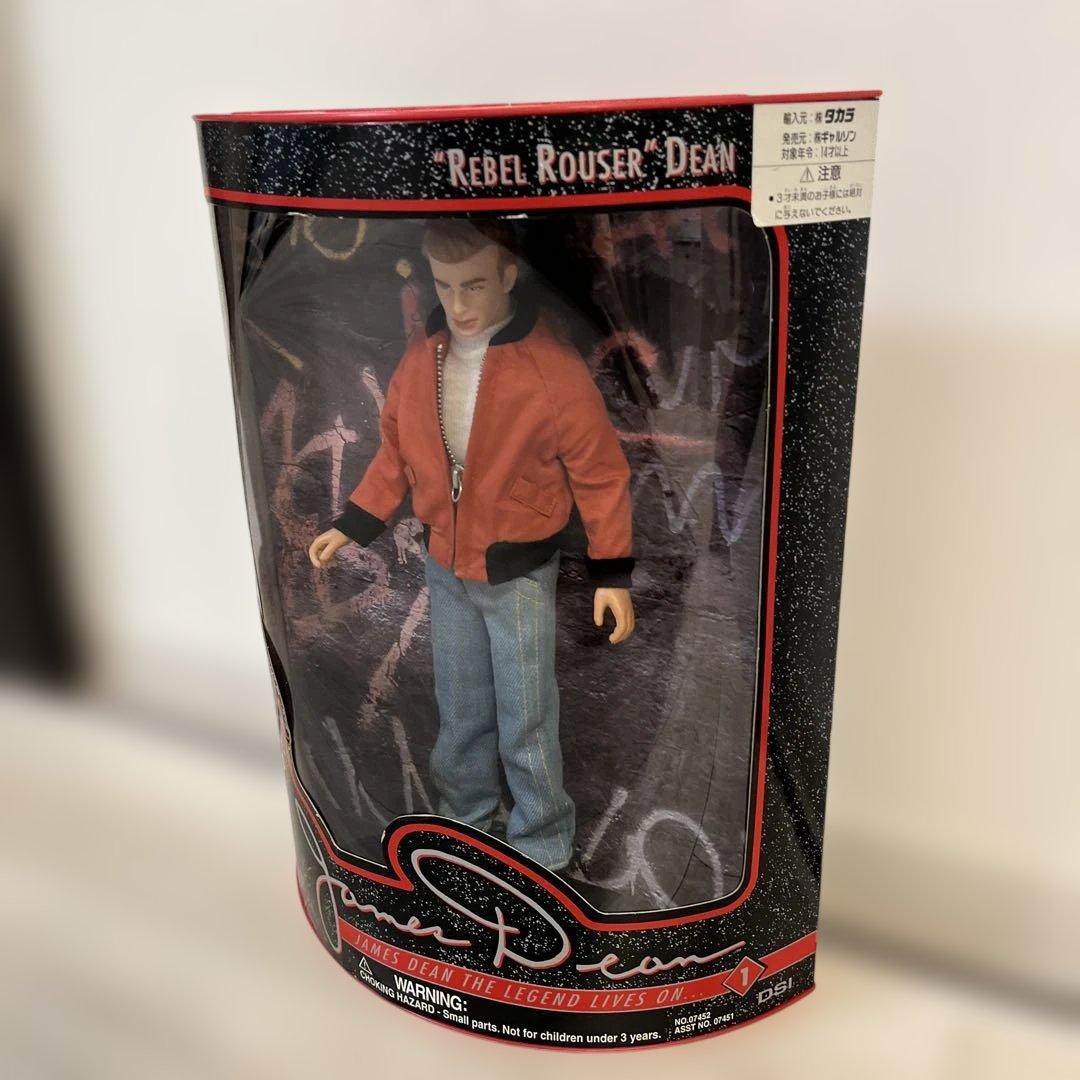 "REBEL ROUSER" DEAN
輸入元：㈱タカラ
発売元：㈱ギャルソン
対象年令：14才以上
⚠ 注意
•3才未満のお子様には絶対
に与えないでください。
James Dean
JAMES DEAN THE LEGEND LIVES ON... 1
DSI
⚠ WARNING:
CHOKING HAZARD - Small parts. Not for children under 3 years.
NO.07452
ASST NO. 07451